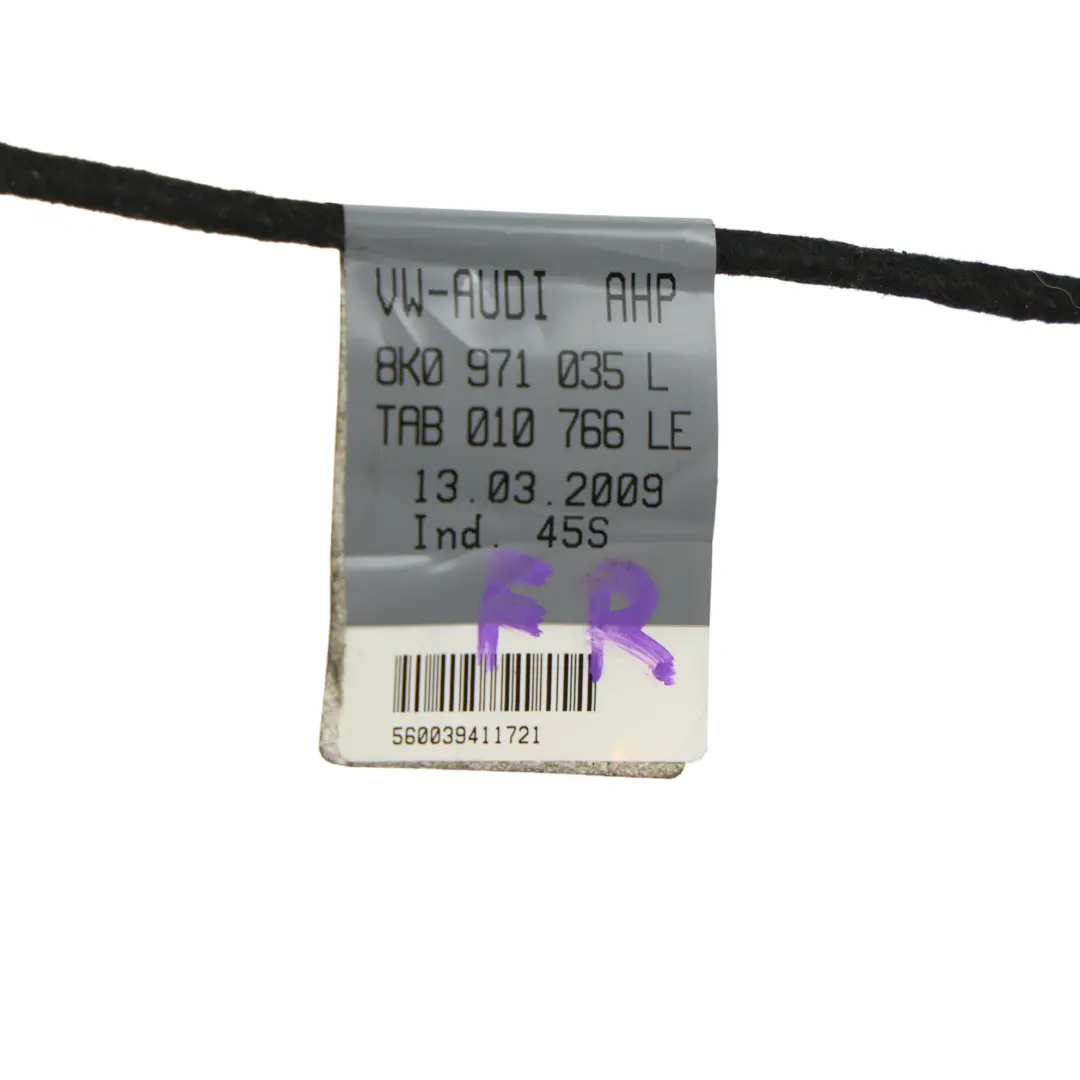 VW-AUDI AHP
8K0 971 035 L
TAB 010 766 LE
13.03.2009
Ind. 45S
FR
560039411721